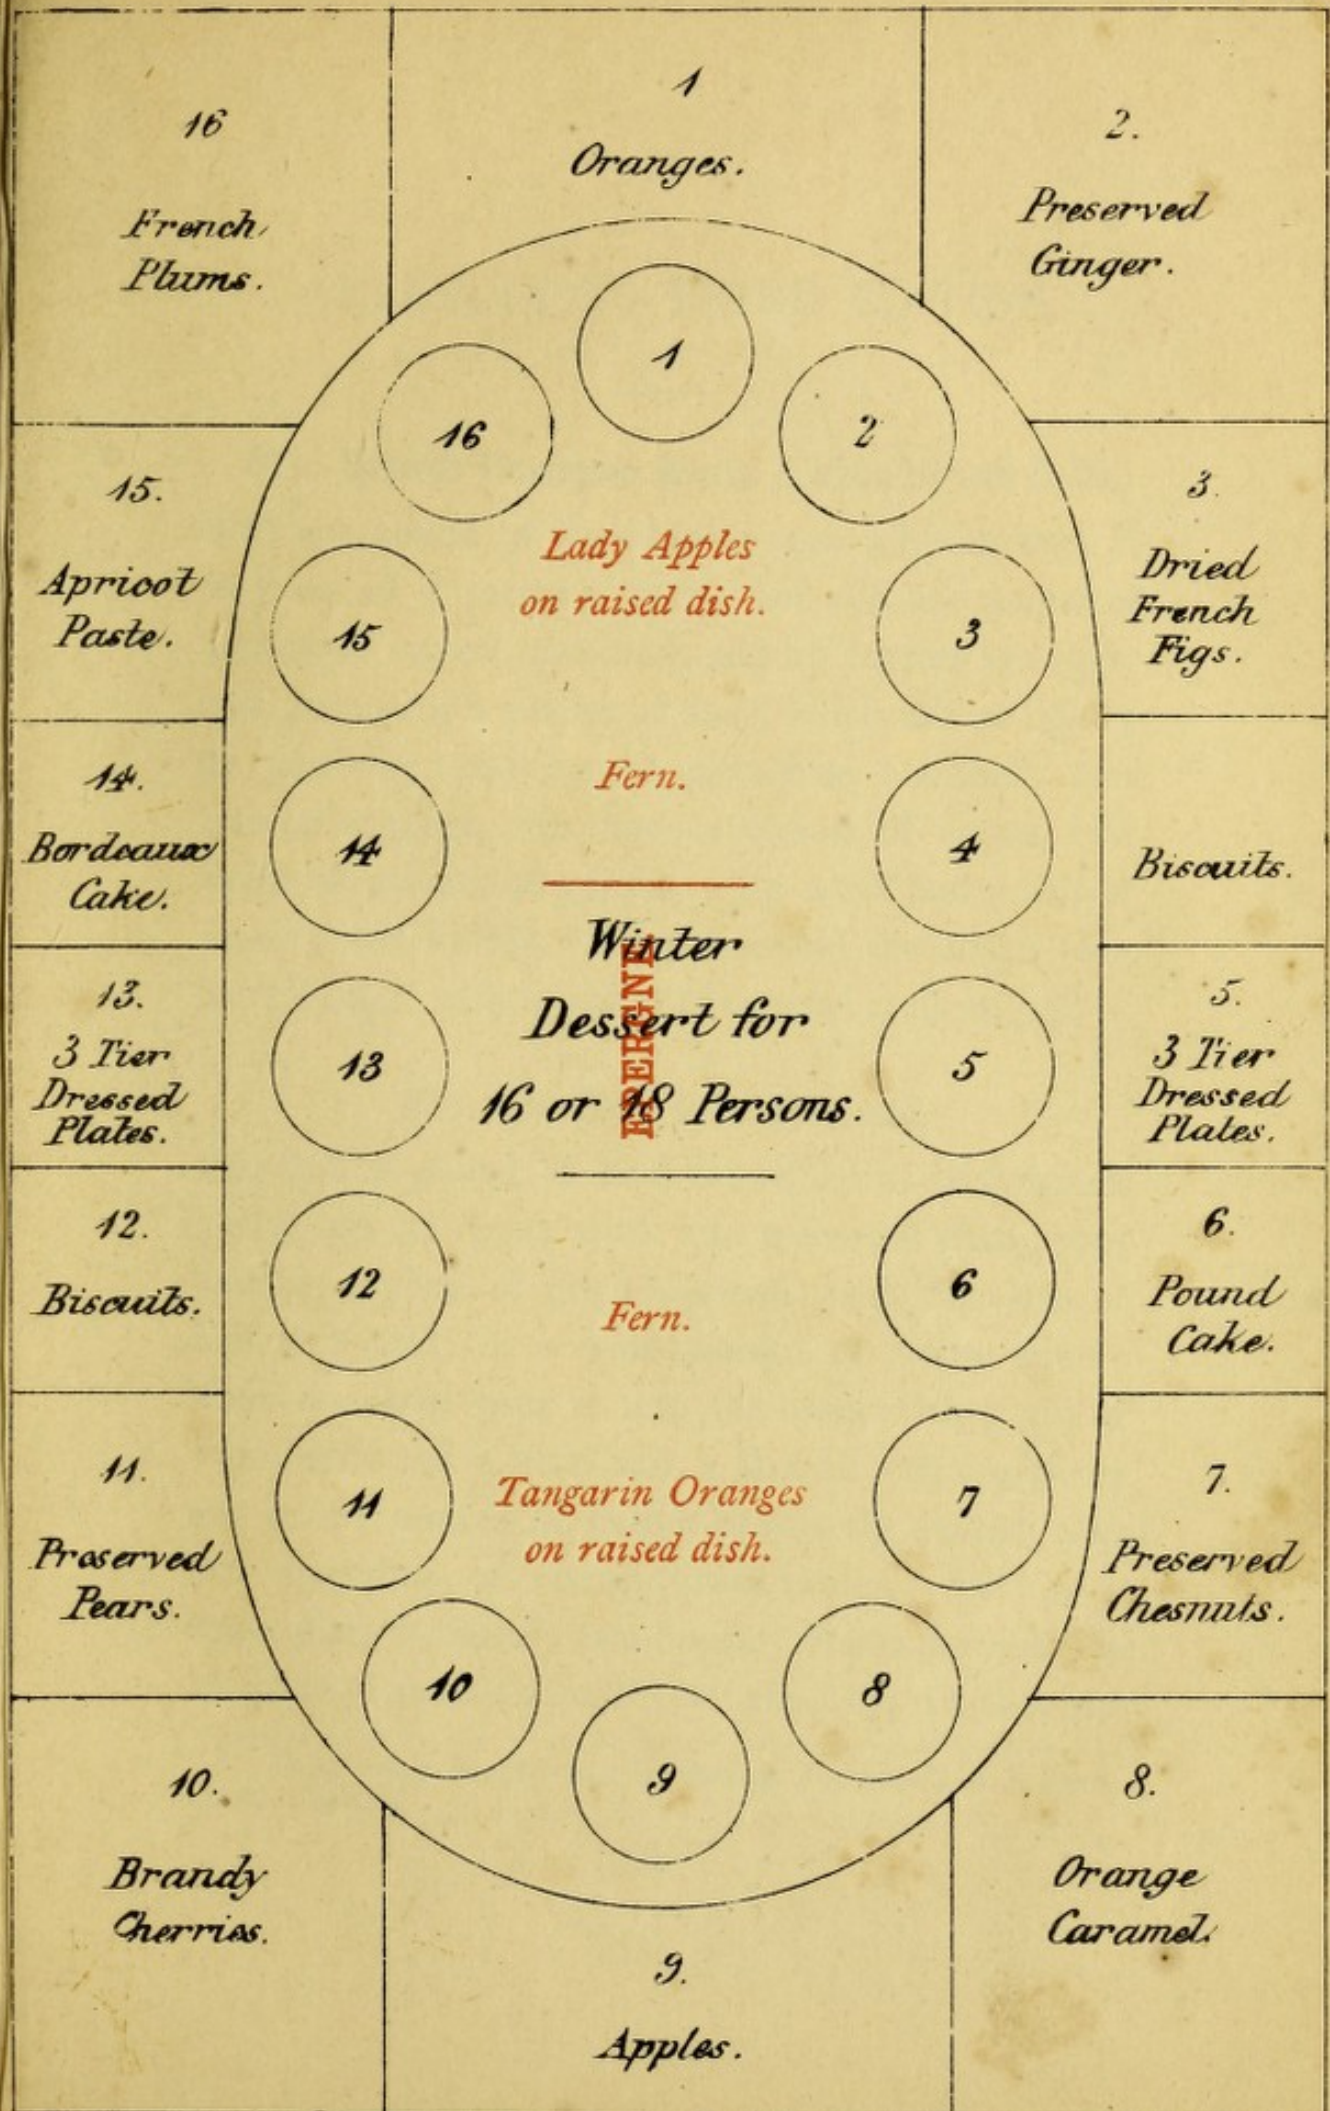 16
French
Plums.
1
Oranges.
2.
Preserved
Ginger.
1
16
2
15.
Apricot
Paste.
15
Lady Apples
on raised dish.
3
3.
Dried
French
Figs.
14.
Bordeaux
Cake.
14
Fern.
4
Biscuits.
13.
3 Tier
Dressed
Plates.
13
Winter
Dessert for
16 or 18 Persons.
EPERGNE
5
5.
3 Tier
Dressed
Plates.
12.
Biscuits.
12
Fern.
6
6.
Pound
Cake.
11.
Preserved
Pears.
11
Tangarin Oranges
on raised dish.
7
7.
Preserved
Chesnuts.
10
8
9
10.
Brandy
Cherries.
9.
Apples.
8.
Orange
Caramel.